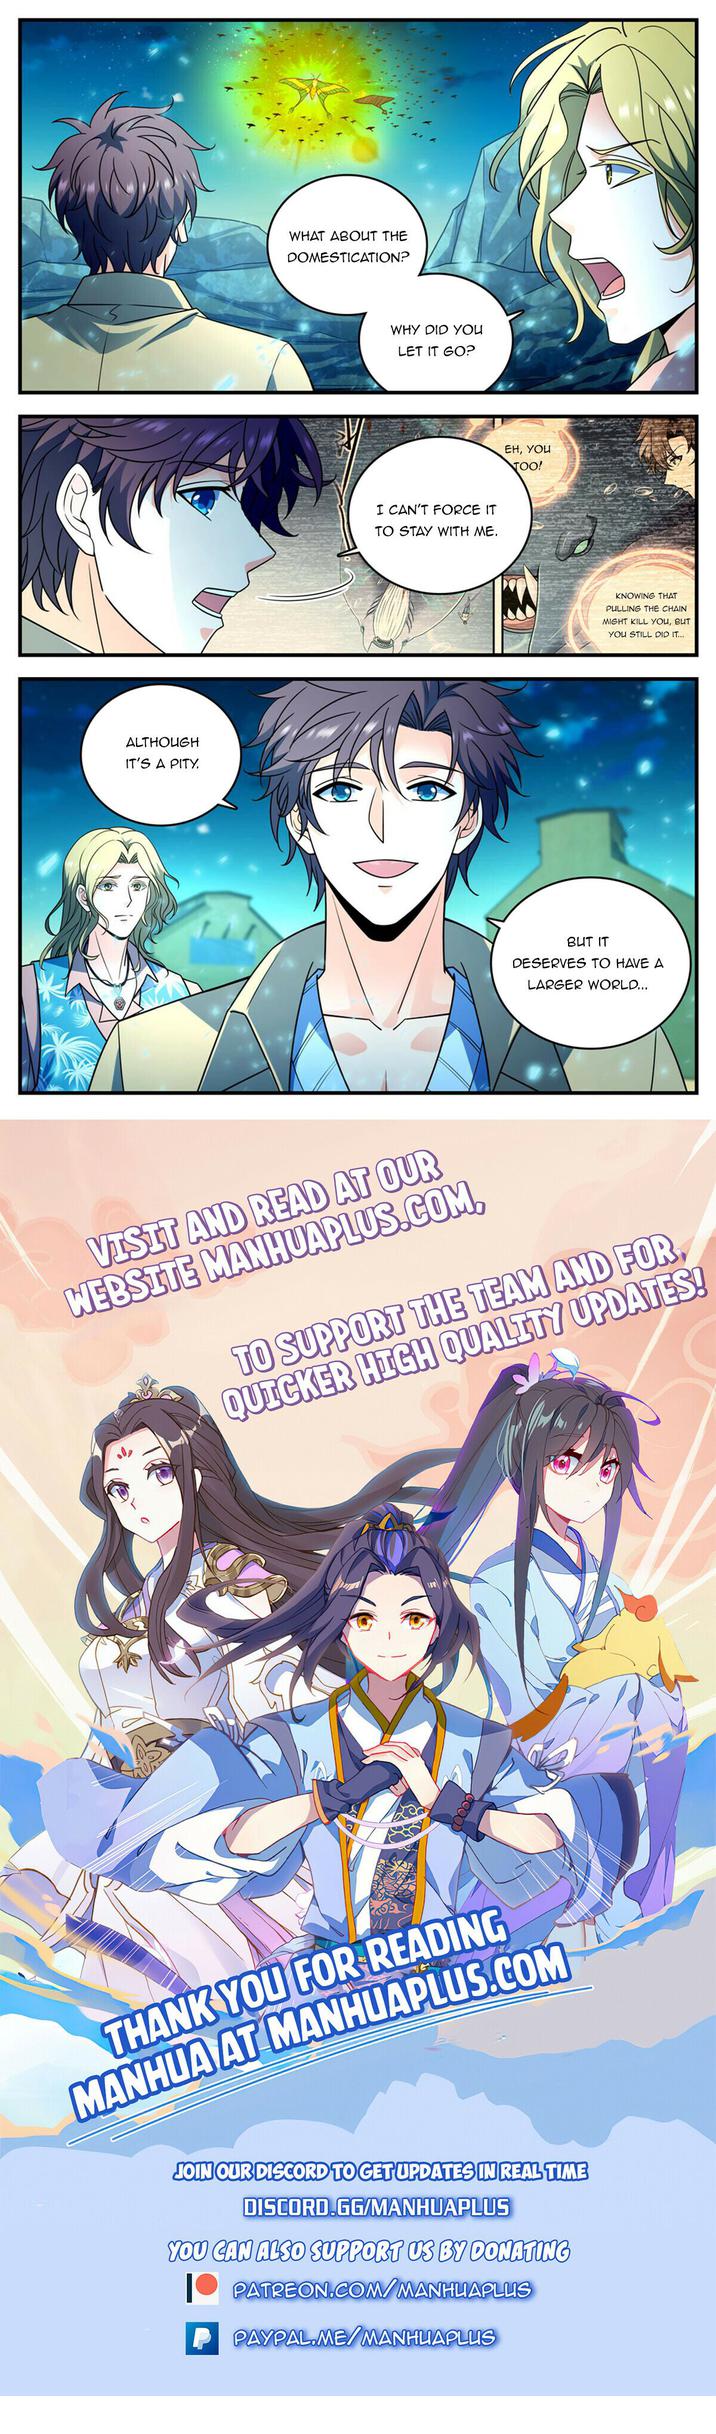 WHAT ABOUT THE
DOMESTICATION?
WHY DID YOU
LET IT GO?
I CAN'T FORCE IT
TO STAY WITH ME.
EH, YOU
TOO!
KNOWING THAT
PULLING THE CHAIN
MIGHT KILL YOU, BUT
YOU STILL DID IT...
ALTHOUGH
IT'S A PITY.
BUT IT
DESERVES TO HAVE A
LARGER WORLD...
VISIT AND READ AT OUR
WEBSITE MANHUAPLUS.COM,
TO SUPPORT THE TEAM AND FOR
QUICKER HIGH QUALITY UPDATES!
THANK YOU FOR READING
MANHUA AT MANHUAPLUS.COM
JOIN OUR DISCORD TO GET UPDATES IN REAL TIME
DISCORD.GG/MANHUAPLUS
YOU CAN ALSO SUPPORT US BY DONATING
PATREON.COM/MANHUAPLUS
PAYPAL.ME/MANHUAPLUS